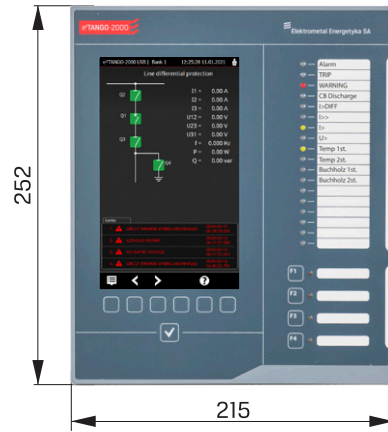 e²TANGO-2000
Elektrometal Energetyka SA
e²TANGO-2000 USB | Bank 1 12:25:28 11.01.2021
Line differential protection
Q2
Q1
Q3
Q4
I1 = 0.00 A
I2 = 0.00 A
I3 = 0.00 A
U12 = 0.00 V
U23 = 0.00 V
U31 = 0.00 V
f = 0,000 Hz
P = 0.00 W
Q = 0.00 var
Alarm
TRIP
WARNING
CB Discharge
I>DIFF
I>>
I>
U>
Temp 1st.
Temp 2st.
Buchholz 1st.
Buchholz 2st.
F1
F2
F3
F4
252
215